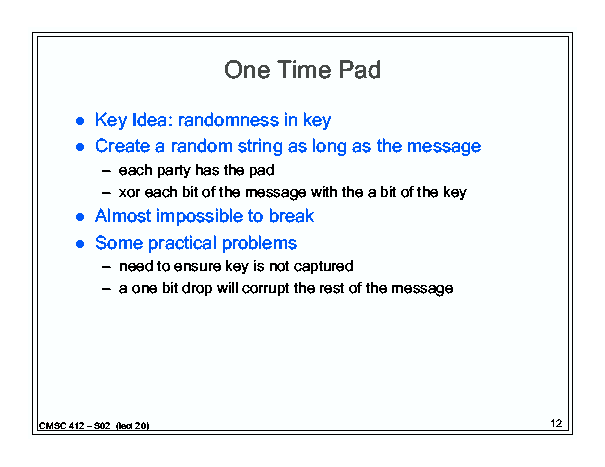 One Time Pad
● Key Idea: randomness in key
● Create a random string as long as the message
– each party has the pad
– xor each bit of the message with the a bit of the key
● Almost impossible to break
● Some practical problems
– need to ensure key is not captured
– a one bit drop will corrupt the rest of the message
CMSC 412 – S02 (lect 20)
12